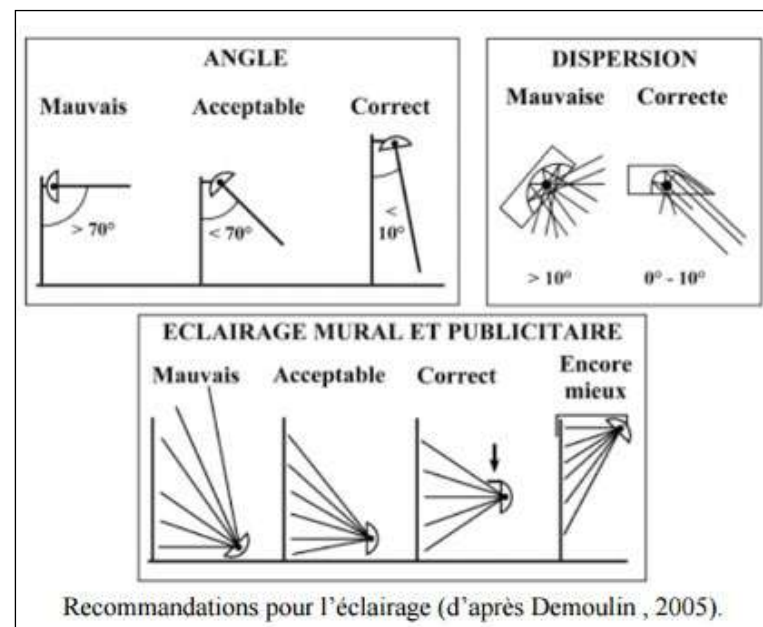 ANGLE
Mauvais Acceptable Correct
> 70°
< 70°
<
10°
DISPERSION
Mauvaise Correcte
> 10° 0° - 10°
ECLAIRAGE MURAL ET PUBLICITAIRE
Mauvais Acceptable Correct Encore
mieux
Recommandations pour l'éclairage (d'après Demoulin , 2005).